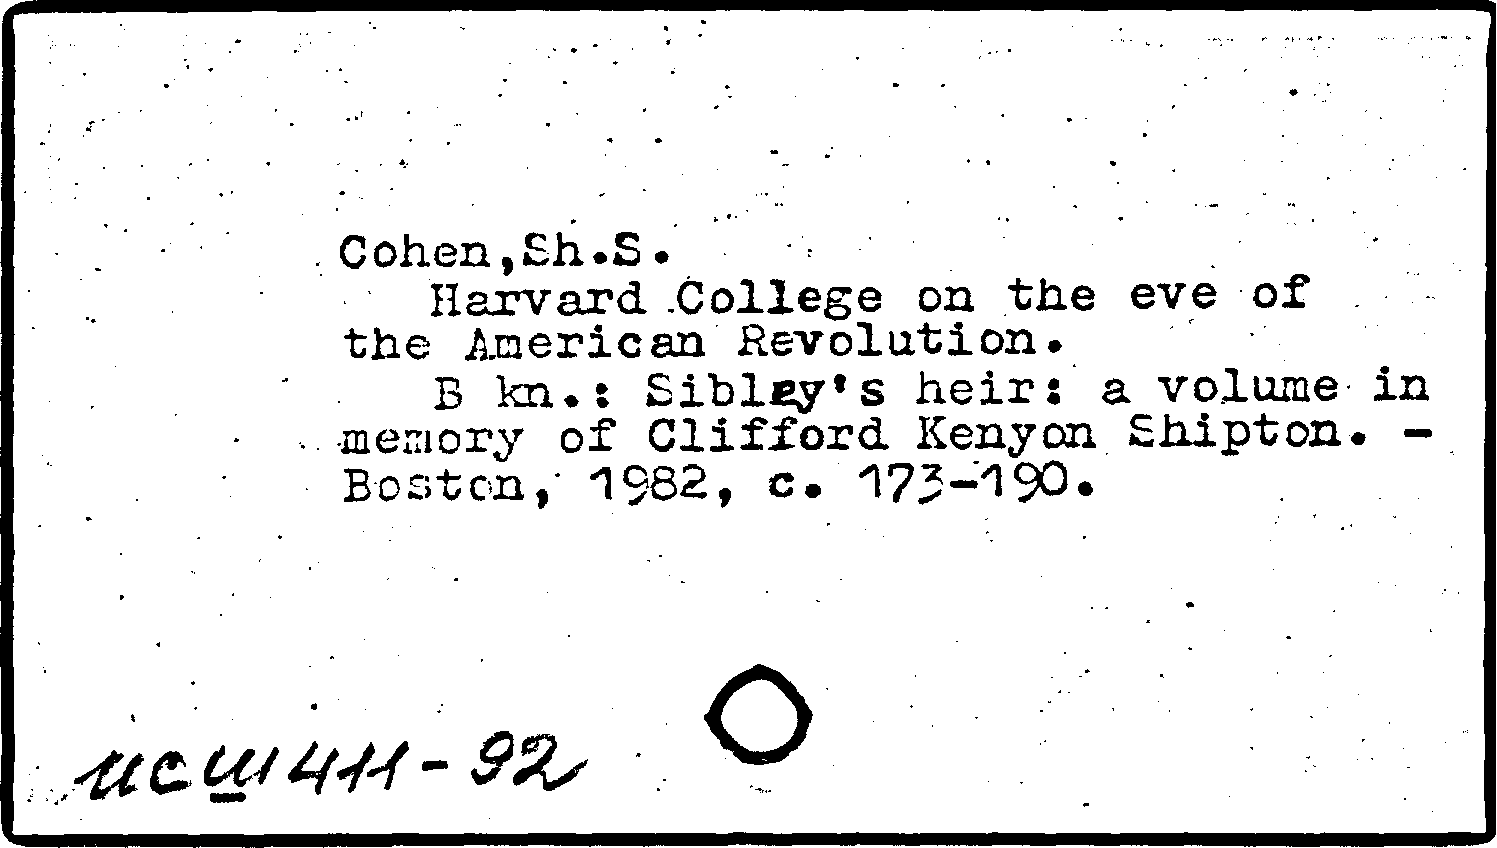 Cohen,Sh.S.
Harvard College on the eve of
the American Revolution.
B kn.: Sibley's heir: a volume in
memory of Clifford Kenyon Shipton. –
Boston, 1982, c. 173-190.
исш411-92